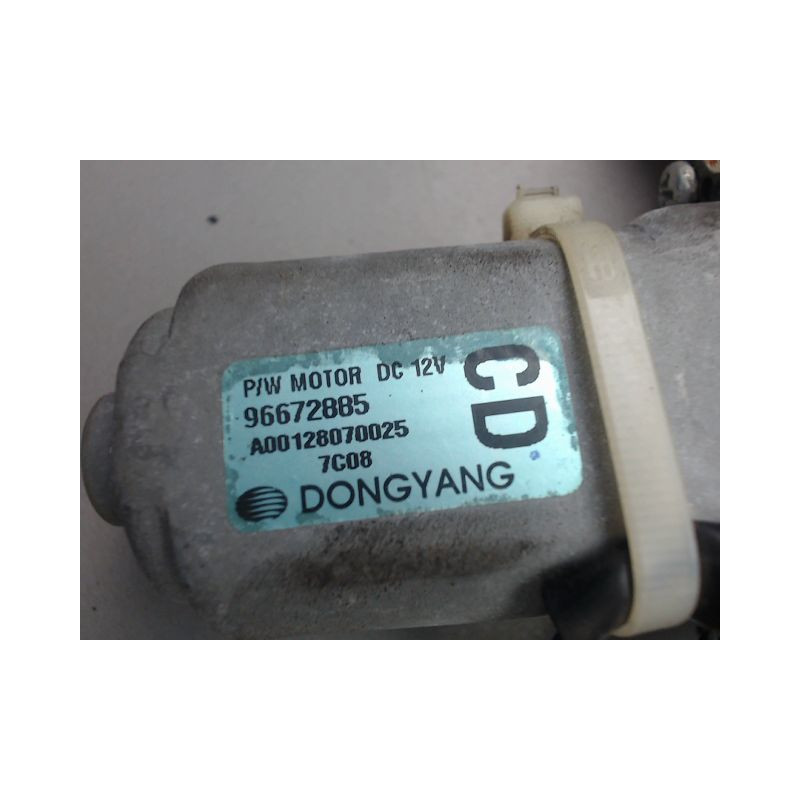 P/W MOTOR DC 12V
96672885
A00128070025
7C08
DONGYANG
CD